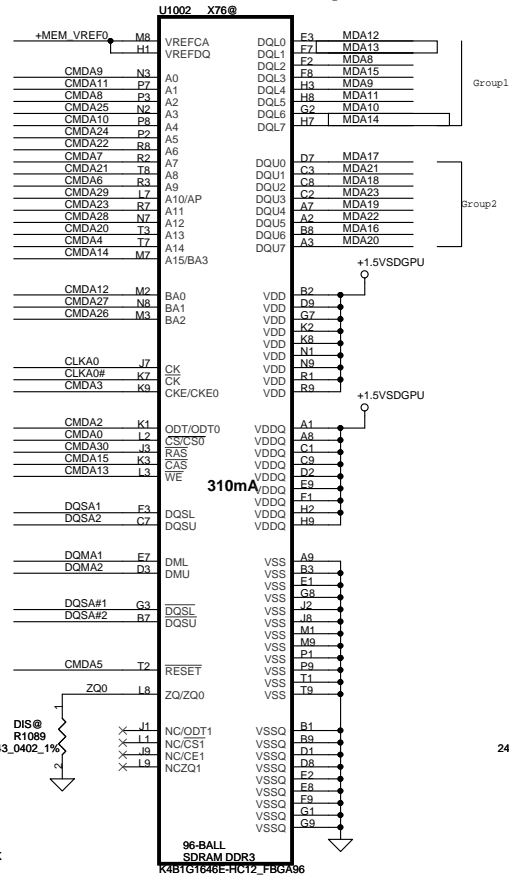 U1002 X76@
+MEM_VREF0 M8 VREFCA DQL0 E3 MDA12
H1 VREFDQ DQL1 F7 MDA13
DQL2 F2 MDA8
CMDA9 N3 A0 DQL3 F8 MDA15
CMDA11 P7 A1 DQL4 H3 MDA9 Group1
CMDA8 P3 A2 DQL5 H8 MDA11
CMDA25 N2 A3 DQL6 G2 MDA10
CMDA10 P8 A4 DQL7 H7 MDA14
CMDA24 P2 A5
CMDA22 R8 A6
CMDA7 R2 A7 DQU0 D7 MDA17
CMDA21 T8 A8 DQU1 C3 MDA21
CMDA6 R3 A9 DQU2 C8 MDA18
CMDA29 L7 A10/AP DQU3 C2 MDA23
CMDA23 R7 A11 DQU4 A7 MDA19 Group2
CMDA28 N7 A12 DQU5 A2 MDA22
CMDA20 T3 A13 DQU6 B8 MDA16
CMDA4 T7 A14 DQU7 A3 MDA20
CMDA14 M7 A15/BA3
+1.5VSDGPU
CMDA12 M2 BA0 VDD B2
CMDA27 N8 BA1 VDD D9
CMDA26 M3 BA2 VDD G7
VDD K2
VDD K8
VDD N1
CLKA0 J7 CK VDD N9
CLKA0# K7 CK VDD R1
CMDA3 K9 CKE/CKE0 VDD R9
+1.5VSDGPU
CMDA2 K1 ODT/ODT0 VDDQ A1
CMDA0 L2 CS/CS0 VDDQ A8
CMDA30 J3 RAS VDDQ C1
CMDA15 K3 CAS VDDQ C9
CMDA13 L3 WE VDDQ D2
310mA VDDQ E9
VDDQ F1
DQSA1 F3 DQSL VDDQ H2
DQSA2 C7 DQSU VDDQ H9
DQMA1 E7 DML VSS A9
DQMA2 D3 DMU VSS B3
VSS E1
VSS G8
DQSA#1 G3 DQSL VSS J2
DQSA#2 B7 DQSU VSS J8
VSS M1
VSS M9
VSS P1
CMDA5 T2 RESET VSS P9
VSS T1
ZQ0 L8 ZQ/ZQ0 VSS T9
1
DIS@
R1089
43_0402_1%
2
J1 NC/ODT1 VSSQ B1
L1 NC/CS1 VSSQ B9
J9 NC/CE1 VSSQ D1
L9 NCZQ1 VSSQ D8
VSSQ E2
VSSQ E8
VSSQ F9
VSSQ G1
VSSQ G9
24
96-BALL
SDRAM DDR3
K4B1G1646E-HC12_FBGA96